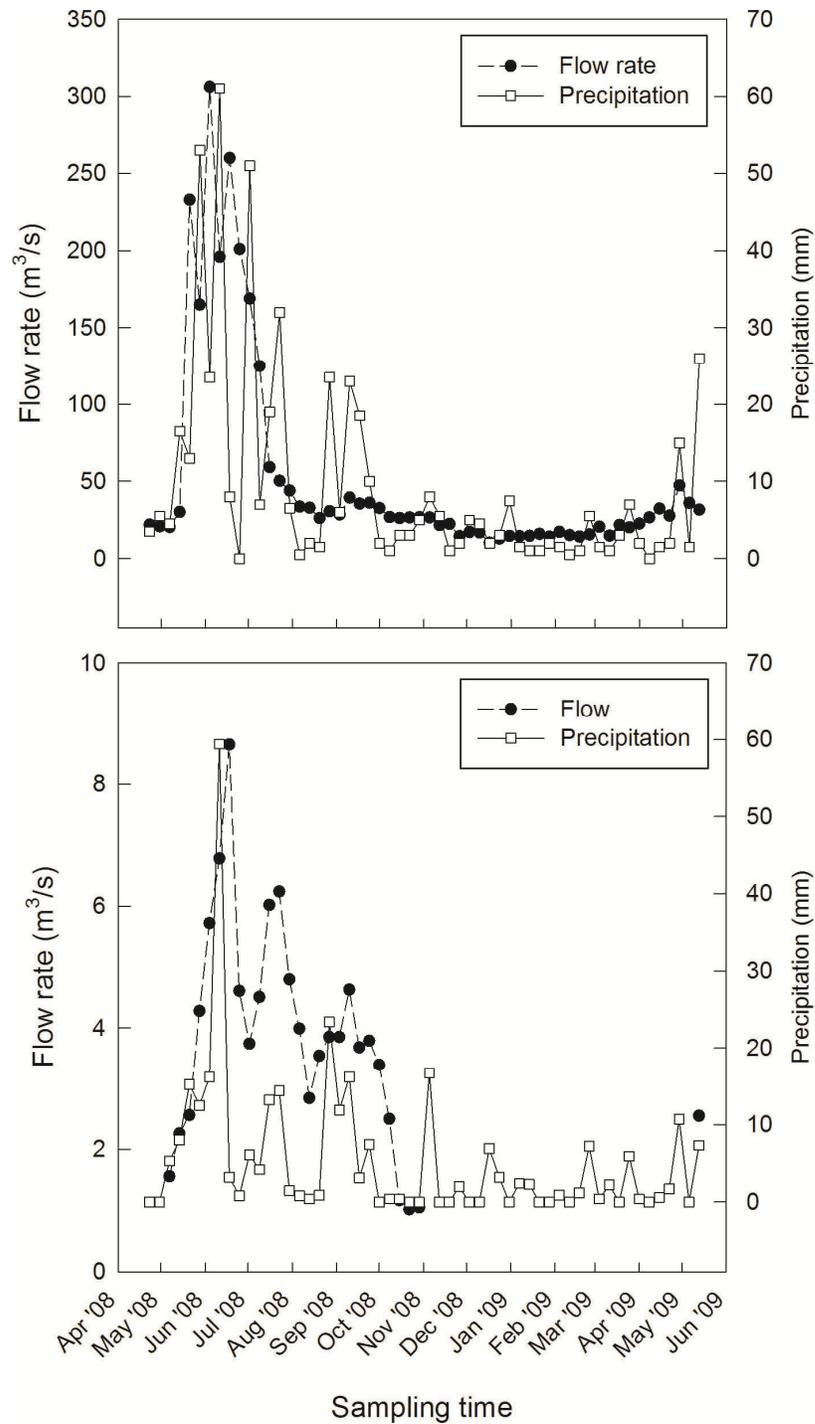 350
300
250
200
150
100
50
0
Flow rate (m³/s)
70
60
50
40
30
20
10
0
Precipitation (mm)
Flow rate
Precipitation
10
8
6
4
2
0
Flow rate (m³/s)
70
60
50
40
30
20
10
0
Precipitation (mm)
Flow
Precipitation
Apr '08
May '08
Jun '08
Jul '08
Aug '08
Sep '08
Oct '08
Nov '08
Dec '08
Jan '09
Feb '09
Mar '09
Apr '09
May '09
Jun '09
Sampling time